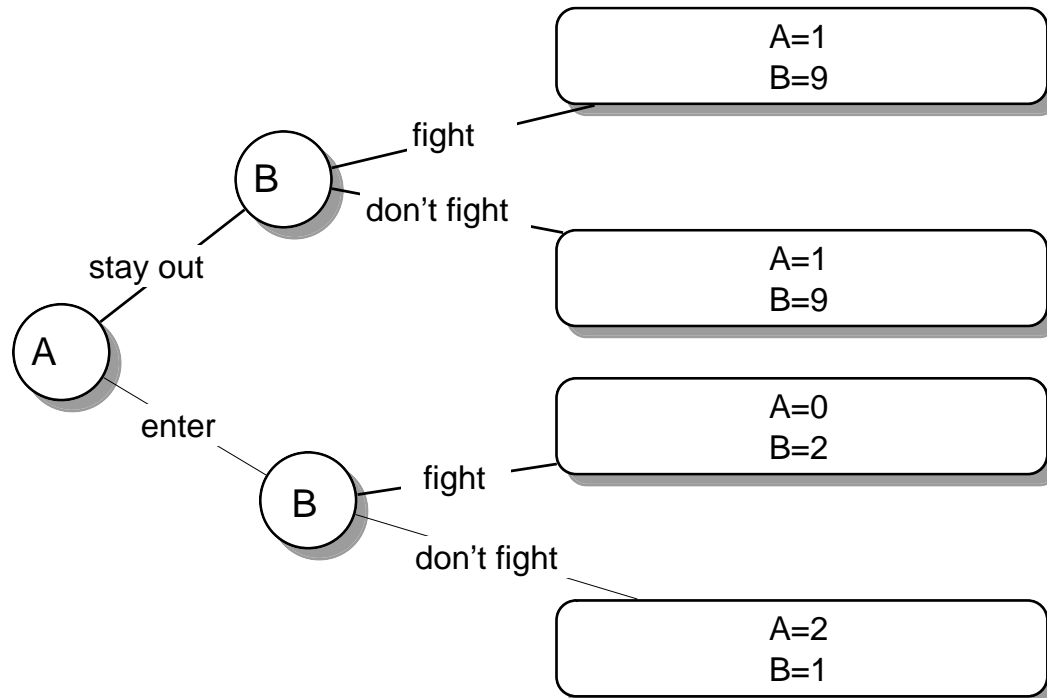 A=1
B=9
fight
B
don't fight
A=1
B=9
stay out
A
enter
A=0
B=2
fight
B
don't fight
A=2
B=1